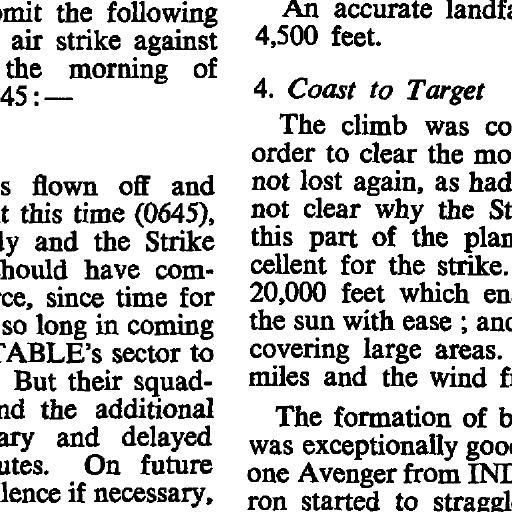 omit the following
air strike against
the morning of
45:—
s flown off and
t this time (0645),
ly and the Strike
hould have com-
ce, since time for
so long in coming
TABLE's sector to
But their squad-
nd the additional
ary and delayed
utes. On future
lence if necessary,
An accurate landfa
4,500 feet.
4. Coast to Target
The climb was co
order to clear the mo
not lost again, as had
not clear why the St
this part of the plan
cellent for the strike.
20,000 feet which en
the sun with ease ; and
covering large areas.
miles and the wind f
The formation of b
was exceptionally good
one Avenger from IND
ron started to straggl